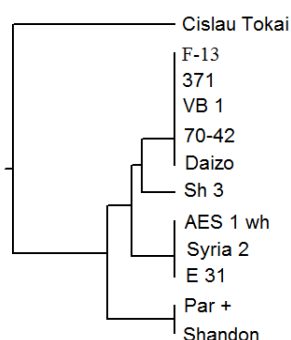 Cislau Tokai
F-13
371
VB 1
70-42
Daizo
Sh 3
AES 1 wh
Syria 2
E 31
Par +
Shandon